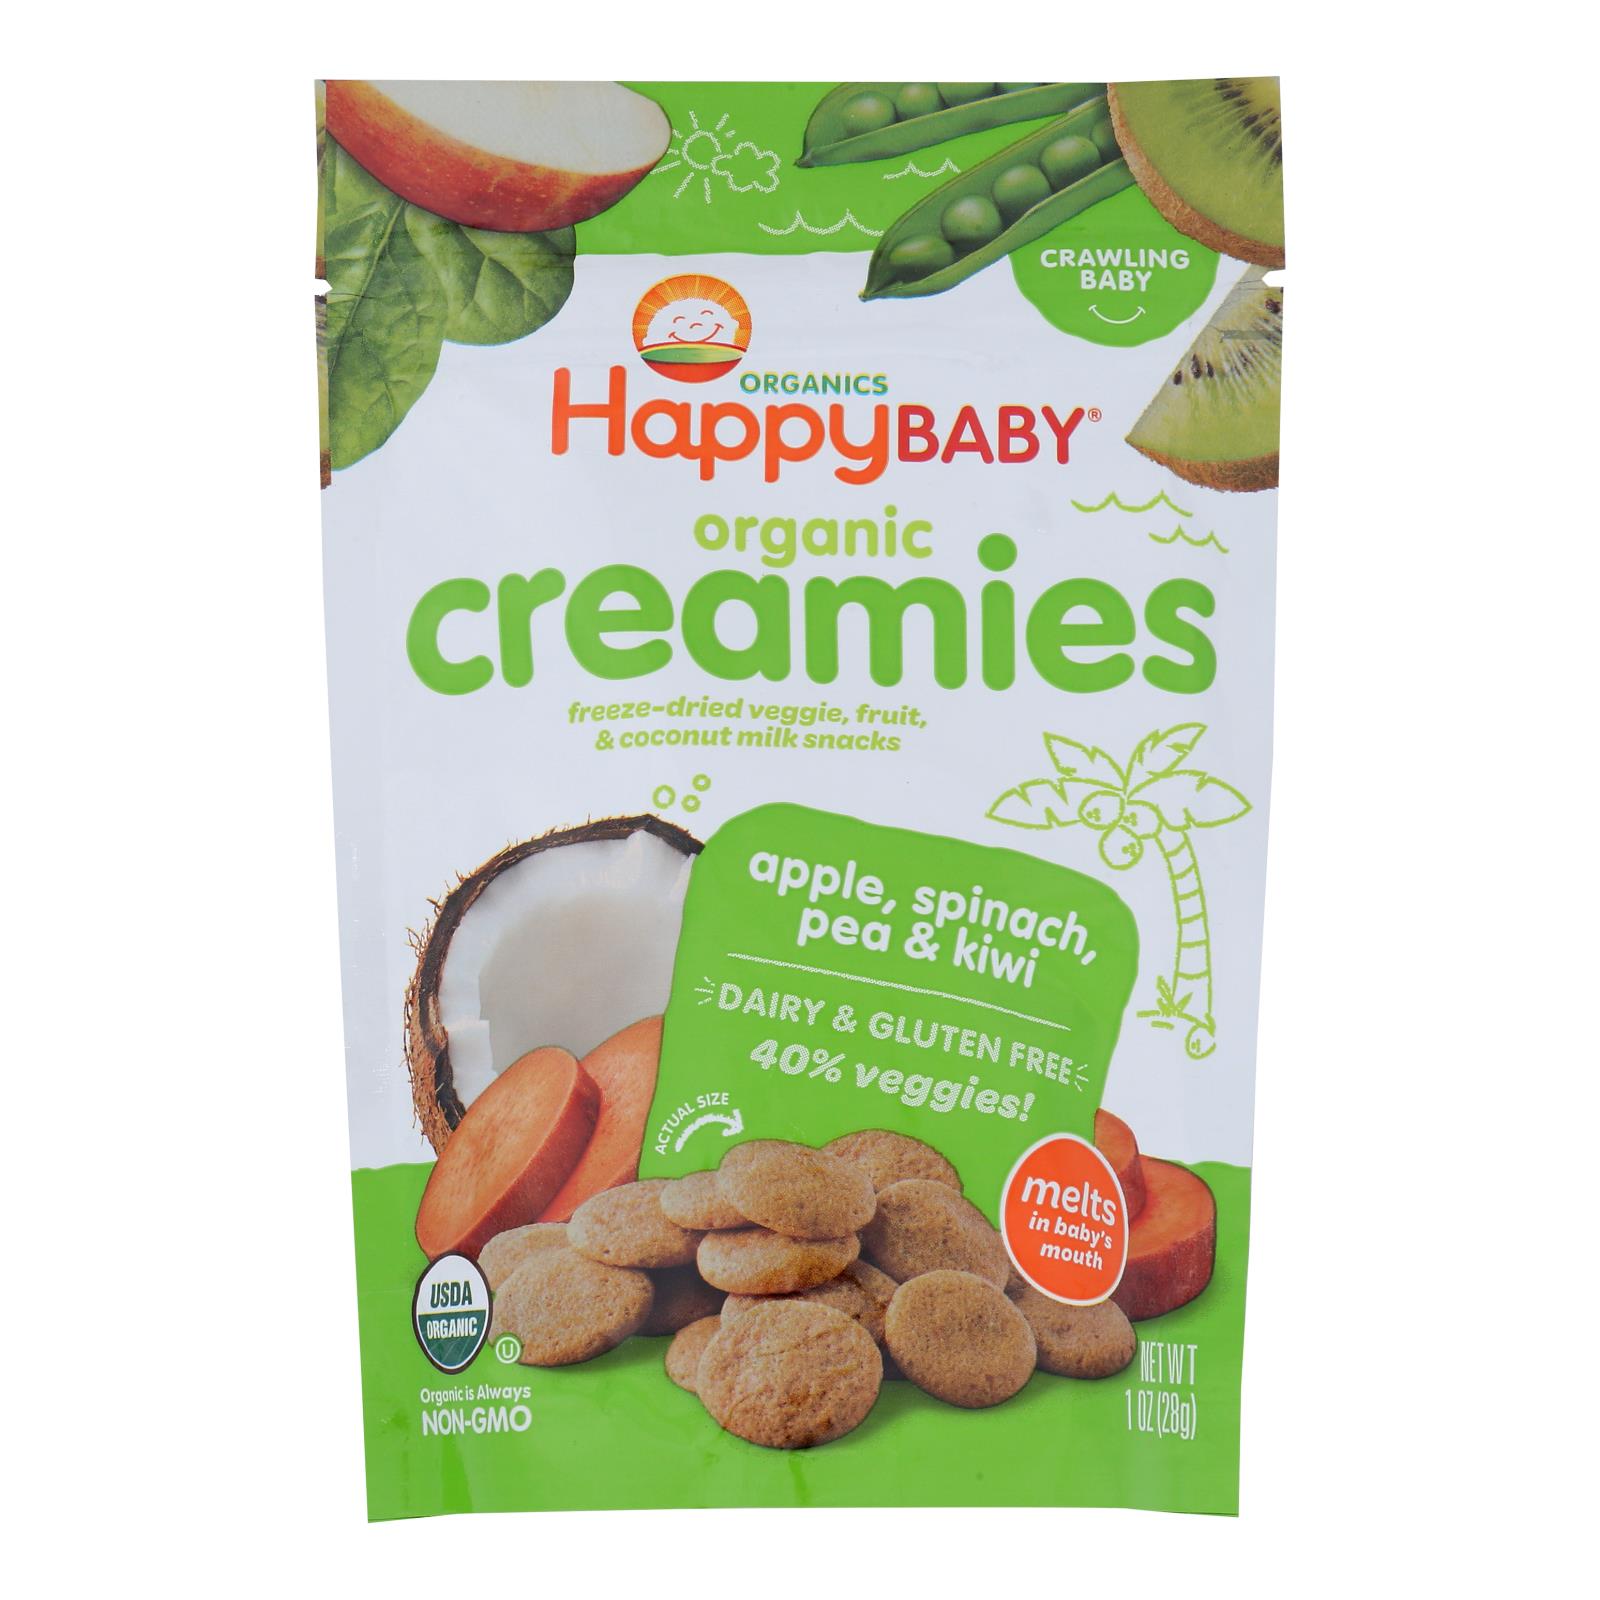 CRAWLING
BABY
ORGANICS
HappyBABY®
organic
creamies
freeze-dried veggie, fruit,
& coconut milk snacks
apple, spinach,
pea & kiwi
DAIRY & GLUTEN FREE
40% veggies!
ACTUAL SIZE
melts
in baby's
mouth
USDA
ORGANIC
U
Organic is Always
NON-GMO
NET WT
1 OZ (28g)